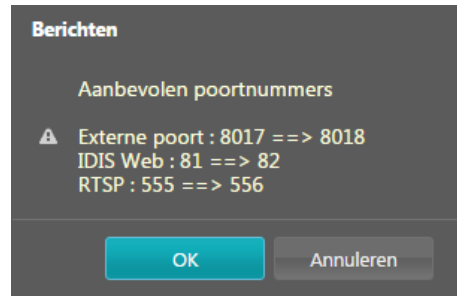 Berichten
Aanbevolen poortnummers
Externe poort : 8017 ==> 8018
IDIS Web : 81 ==> 82
RTSP : 555 ==> 556
OK
Annuleren